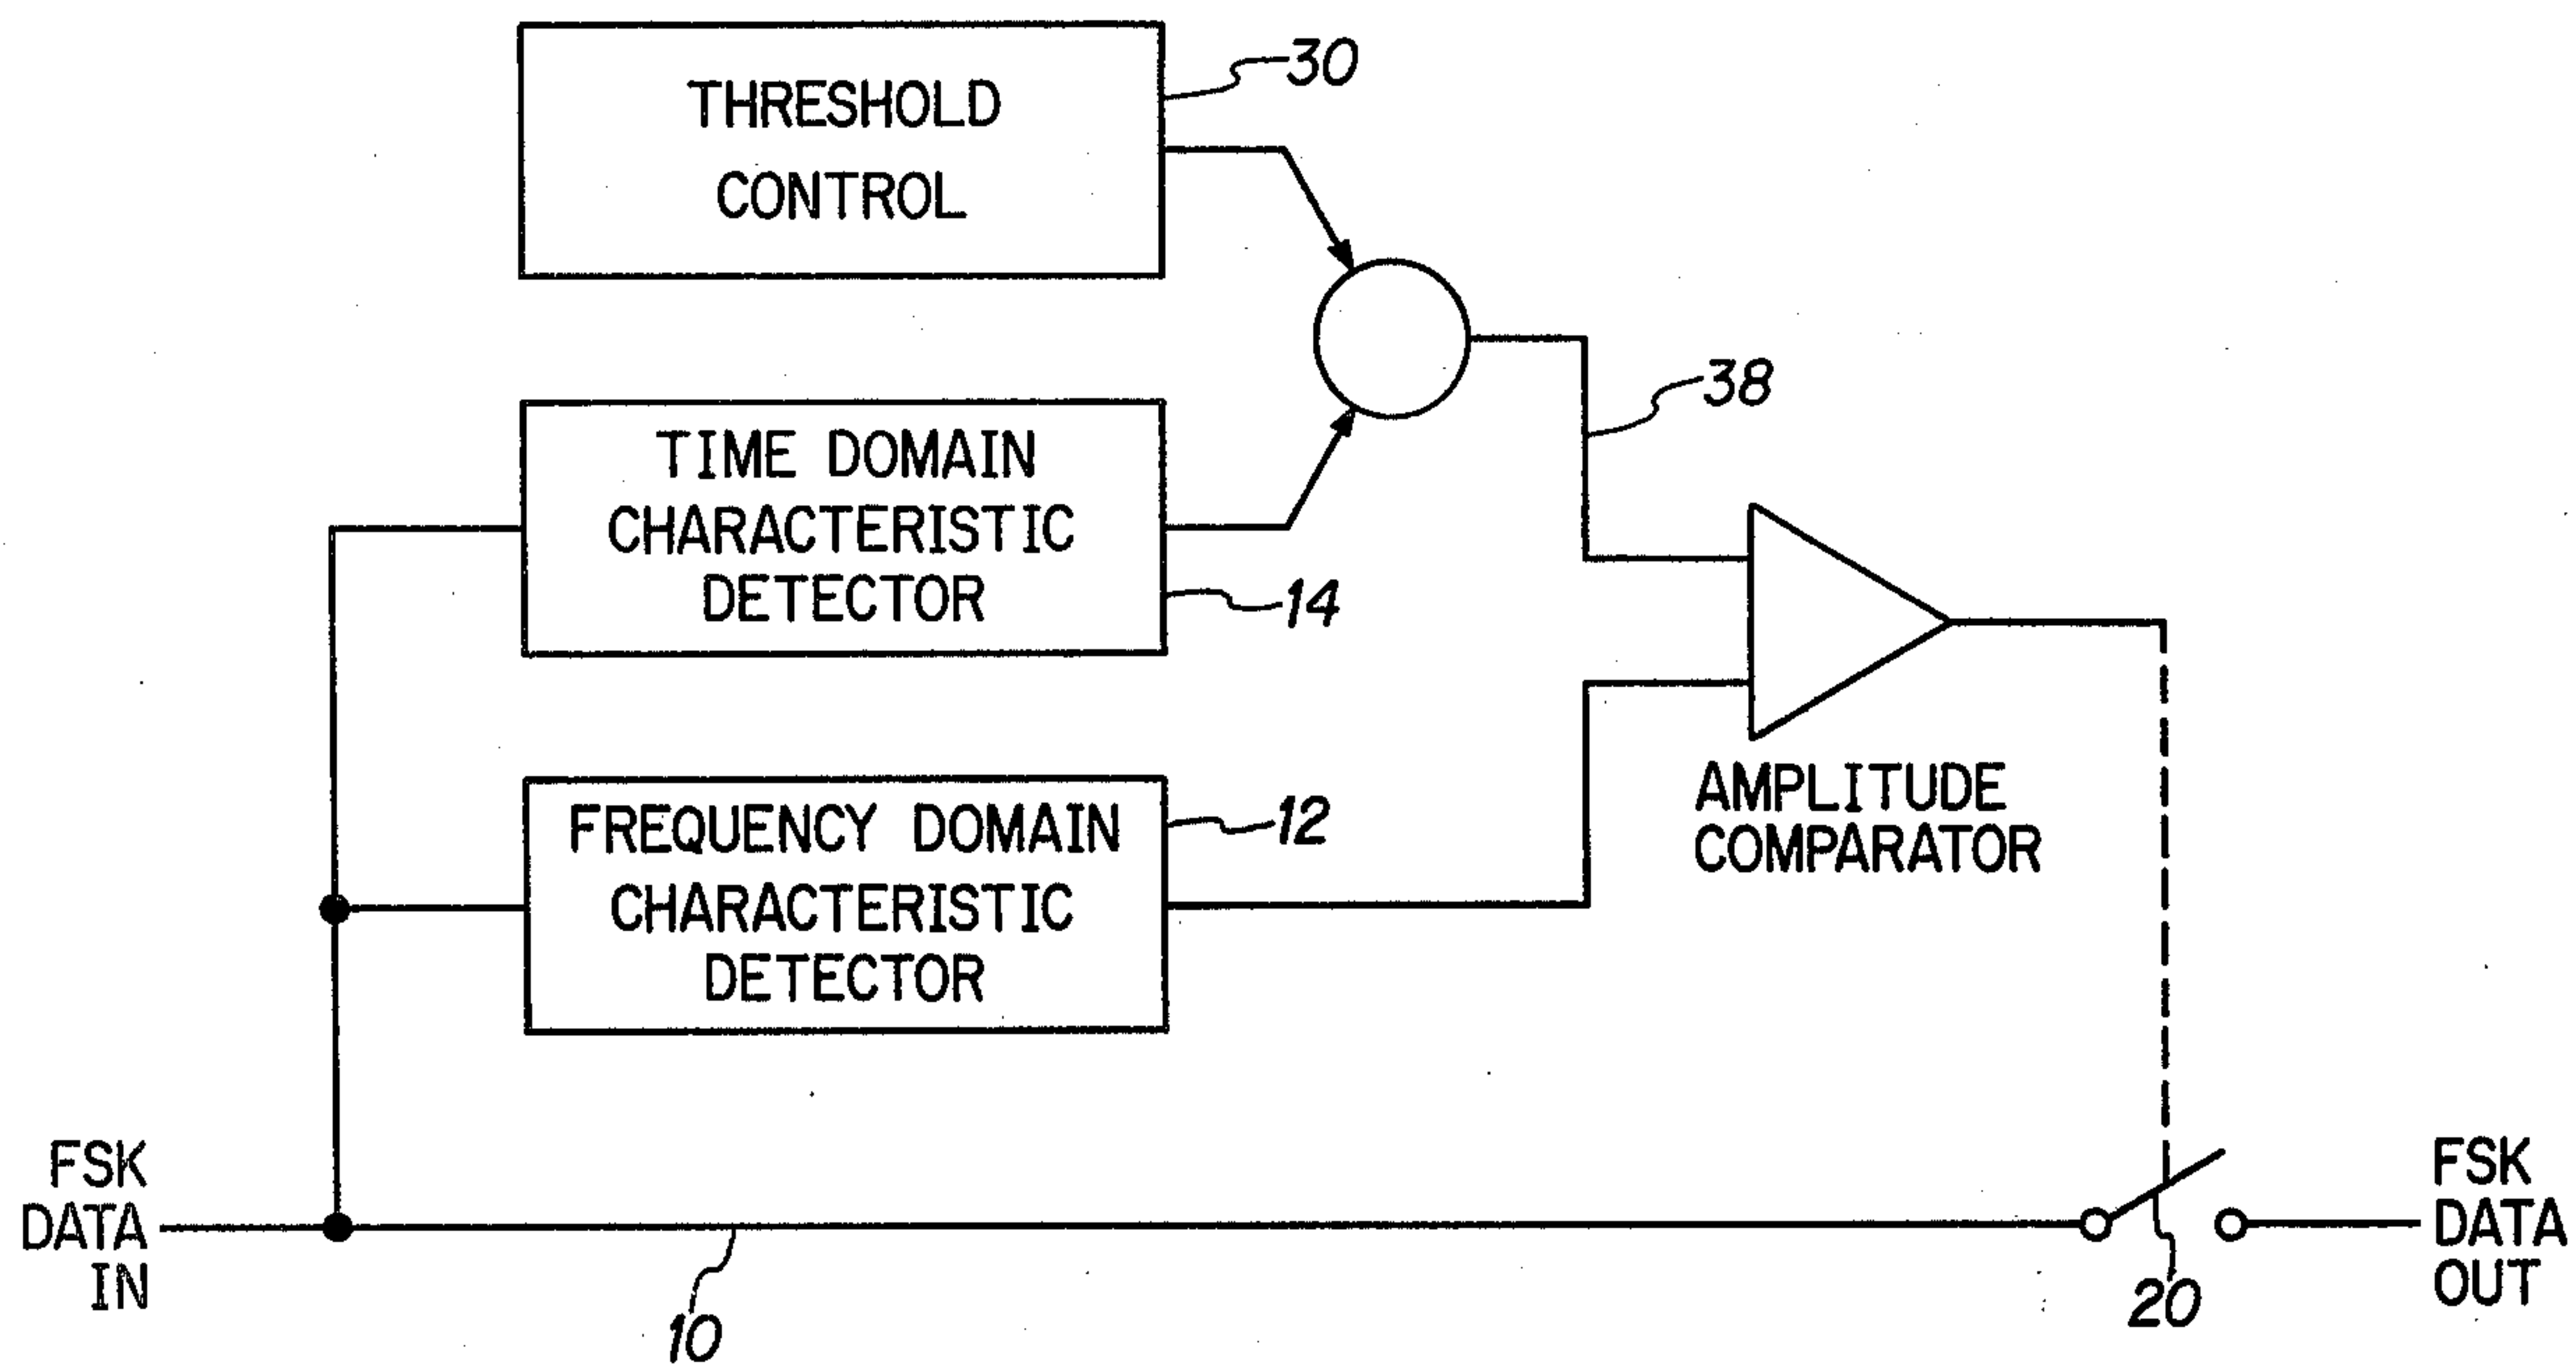 THRESHOLD
CONTROL
30
38
TIME DOMAIN
CHARACTERISTIC
DETECTOR
14
FREQUENCY DOMAIN
CHARACTERISTIC
DETECTOR
12
AMPLITUDE
COMPARATOR
FSK
DATA
IN
10
20
FSK
DATA
OUT